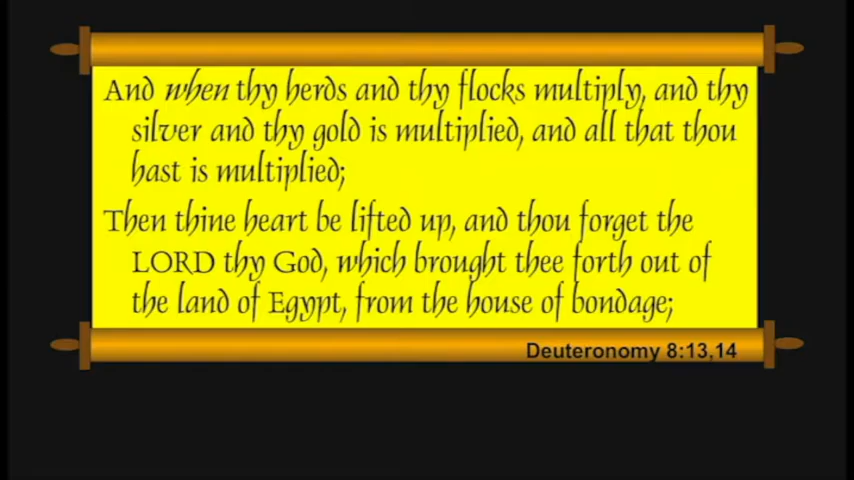 And when thy herds and thy flocks multiply, and thy
silver and thy gold is multiplied, and all that thou
hast is multiplied;
Then thine heart be lifted up, and thou forget the
LORD thy God, which brought thee forth out of
the land of Egypt, from the house of bondage;
Deuteronomy 8:13,14